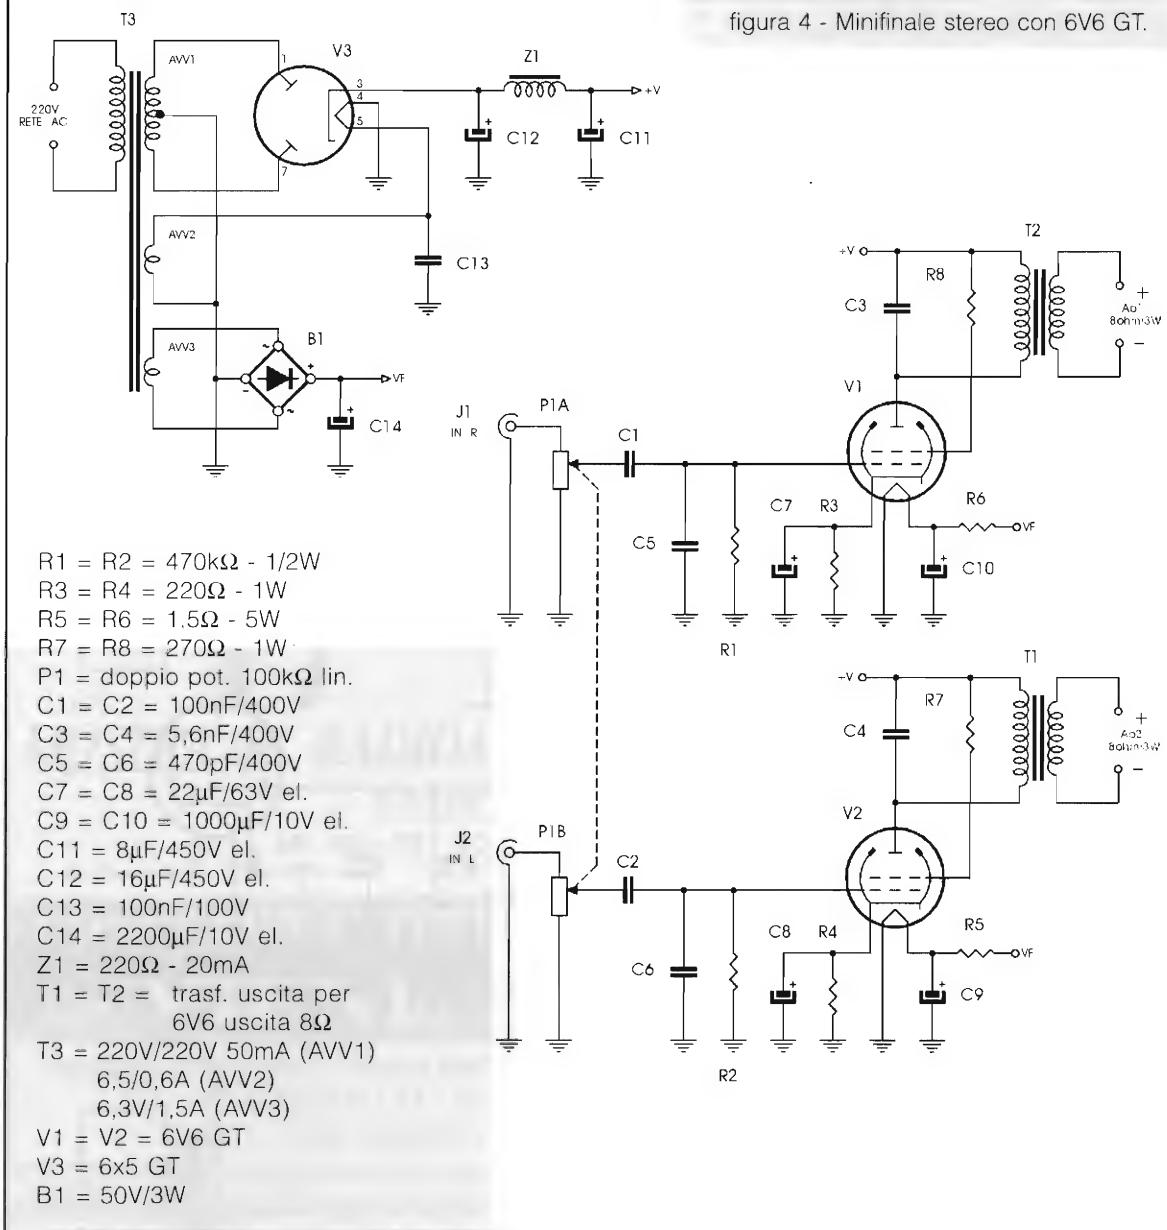 figura 4 - Minifinale stereo con 6V6 GT.
T3
AVV1
220V
RETE AC
AVV2
AVV3
V3
1
3
4
5
7
Z1
+V
C12
C11
C13
B1
~
+
-
~
VF
+
C14
T2
+V
R8
C3
+
Ap1
8ohm/3W
-
V1
J1
IN R
P1A
C1
C5
R1
C7
R3
R6
VF
C10
T1
+V
R7
C4
+
Ap2
8ohm/3W
-
V2
J2
IN L
P1B
C2
C6
R2
C8
R4
R5
VF
C9
R1 = R2 = 470kΩ - 1/2W
R3 = R4 = 220Ω - 1W
R5 = R6 = 1,5Ω - 5W
R7 = R8 = 270Ω - 1W
P1 = doppio pot. 100kΩ lin.
C1 = C2 = 100nF/400V
C3 = C4 = 5,6nF/400V
C5 = C6 = 470pF/400V
C7 = C8 = 22µF/63V el.
C9 = C10 = 1000µF/10V el.
C11 = 8µF/450V el.
C12 = 16µF/450V el.
C13 = 100nF/100V
C14 = 2200µF/10V el.
Z1 = 220Ω - 20mA
T1 = T2 = trasf. uscita per
6V6 uscita 8Ω
T3 = 220V/220V 50mA (AVV1)
6,5/0,6A (AVV2)
6,3V/1,5A (AVV3)
V1 = V2 = 6V6 GT
V3 = 6x5 GT
B1 = 50V/3W